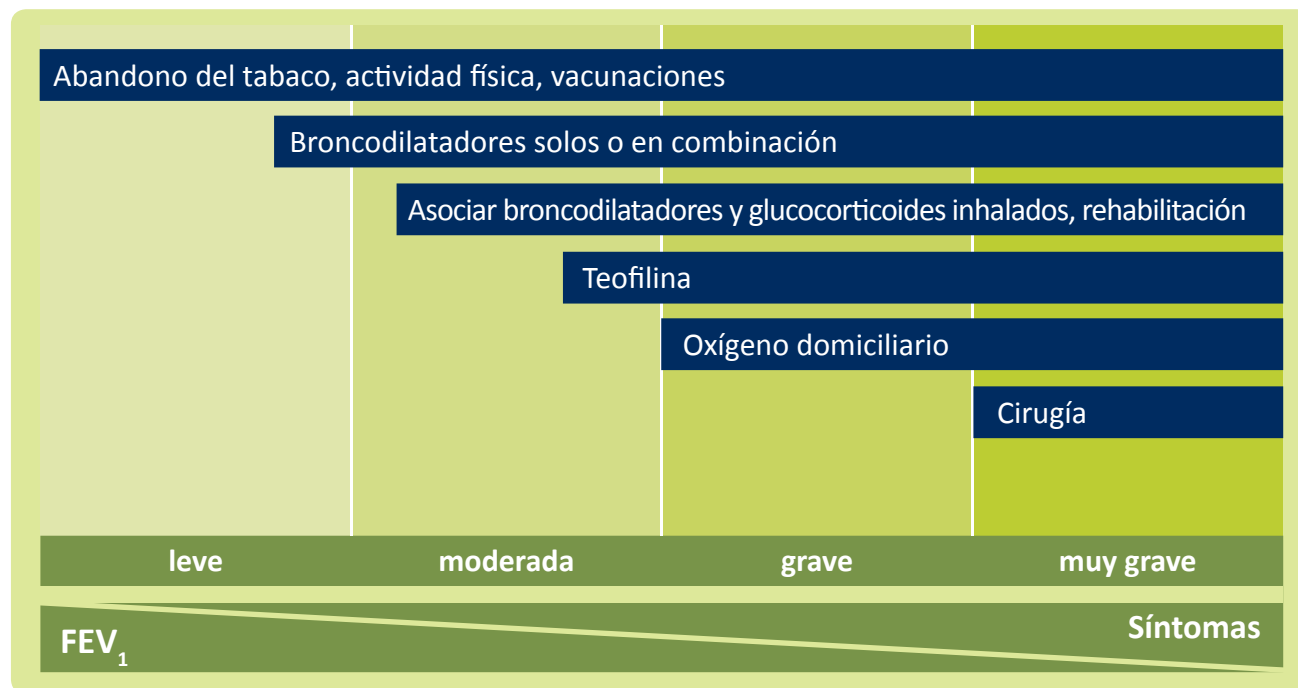 Abandono del tabaco, actividad física, vacunaciones
Broncodilatadores solos o en combinación
Asociar broncodilatadores y glucocorticoides inhalados, rehabilitación
Teofilina
Oxígeno domiciliario
Cirugía
leve moderada grave muy grave
FEV₁ Síntomas